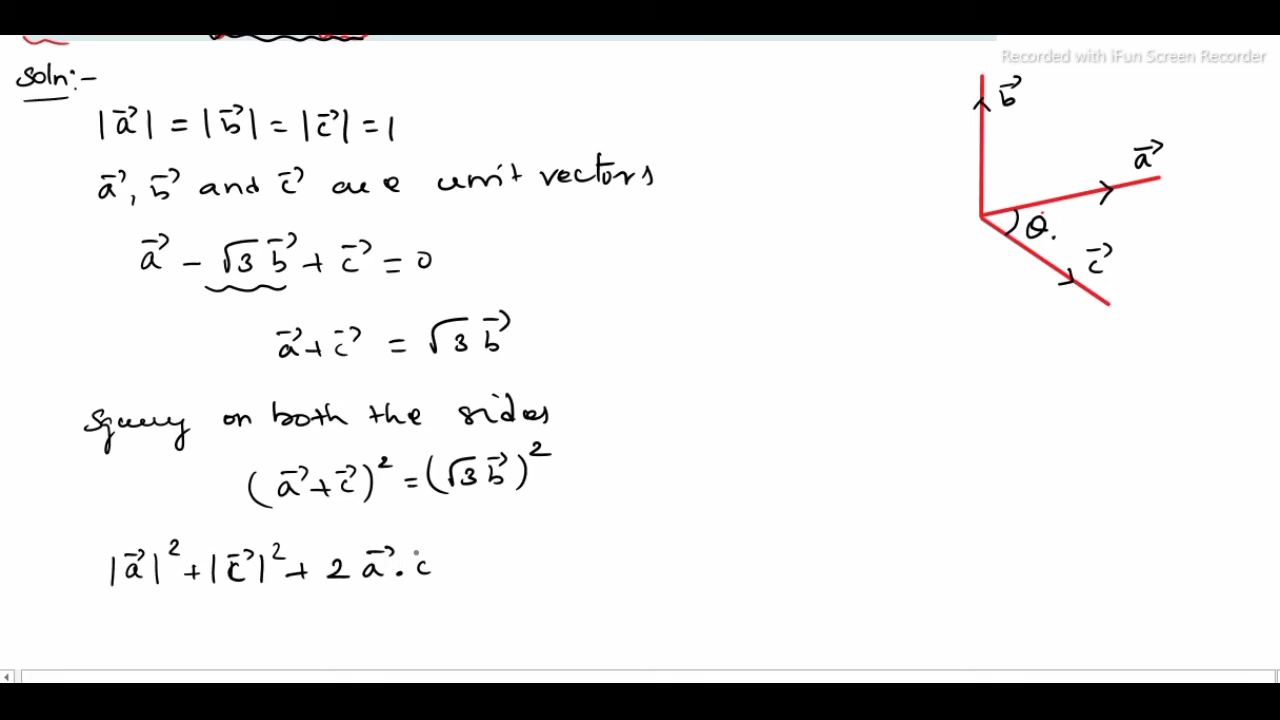 Recorded with iFun Screen Recorder
Soln:-
|a⃗| = |b⃗| = |c⃗| = 1
a⃗, b⃗ and c⃗ are unit vectors
a⃗ - √3 b⃗ + c⃗ = 0
a⃗ + c⃗ = √3 b⃗
on both the sides
(a⃗ + c⃗)² = (√3 b⃗)²
|a⃗|² + |c⃗|² + 2 a⃗ . c
b⃗
a⃗
θ.
c⃗